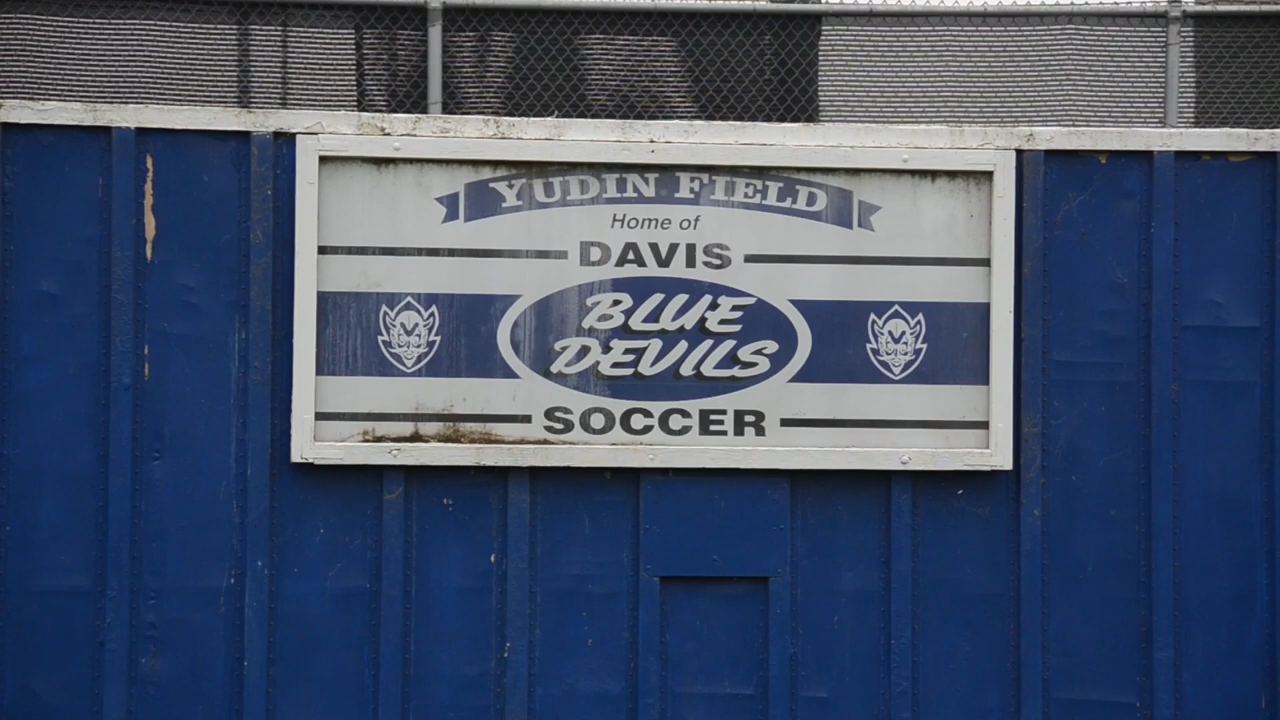 YUDIN FIELD
Home of
DAVIS
BLUE
DEVILS
SOCCER